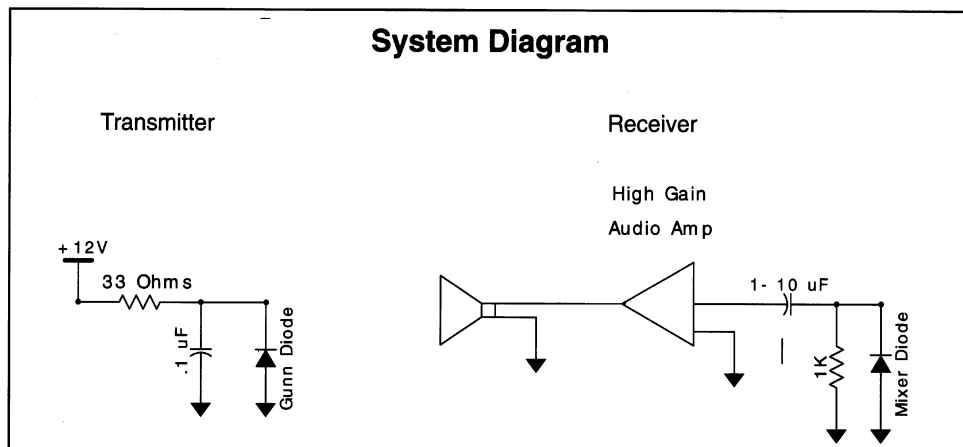 System Diagram
Transmitter
Receiver
High Gain
Audio Amp
+12V
33 Ohms
.1 uF
Gunn Diode
1- 10 uF
1K
Mixer Diode